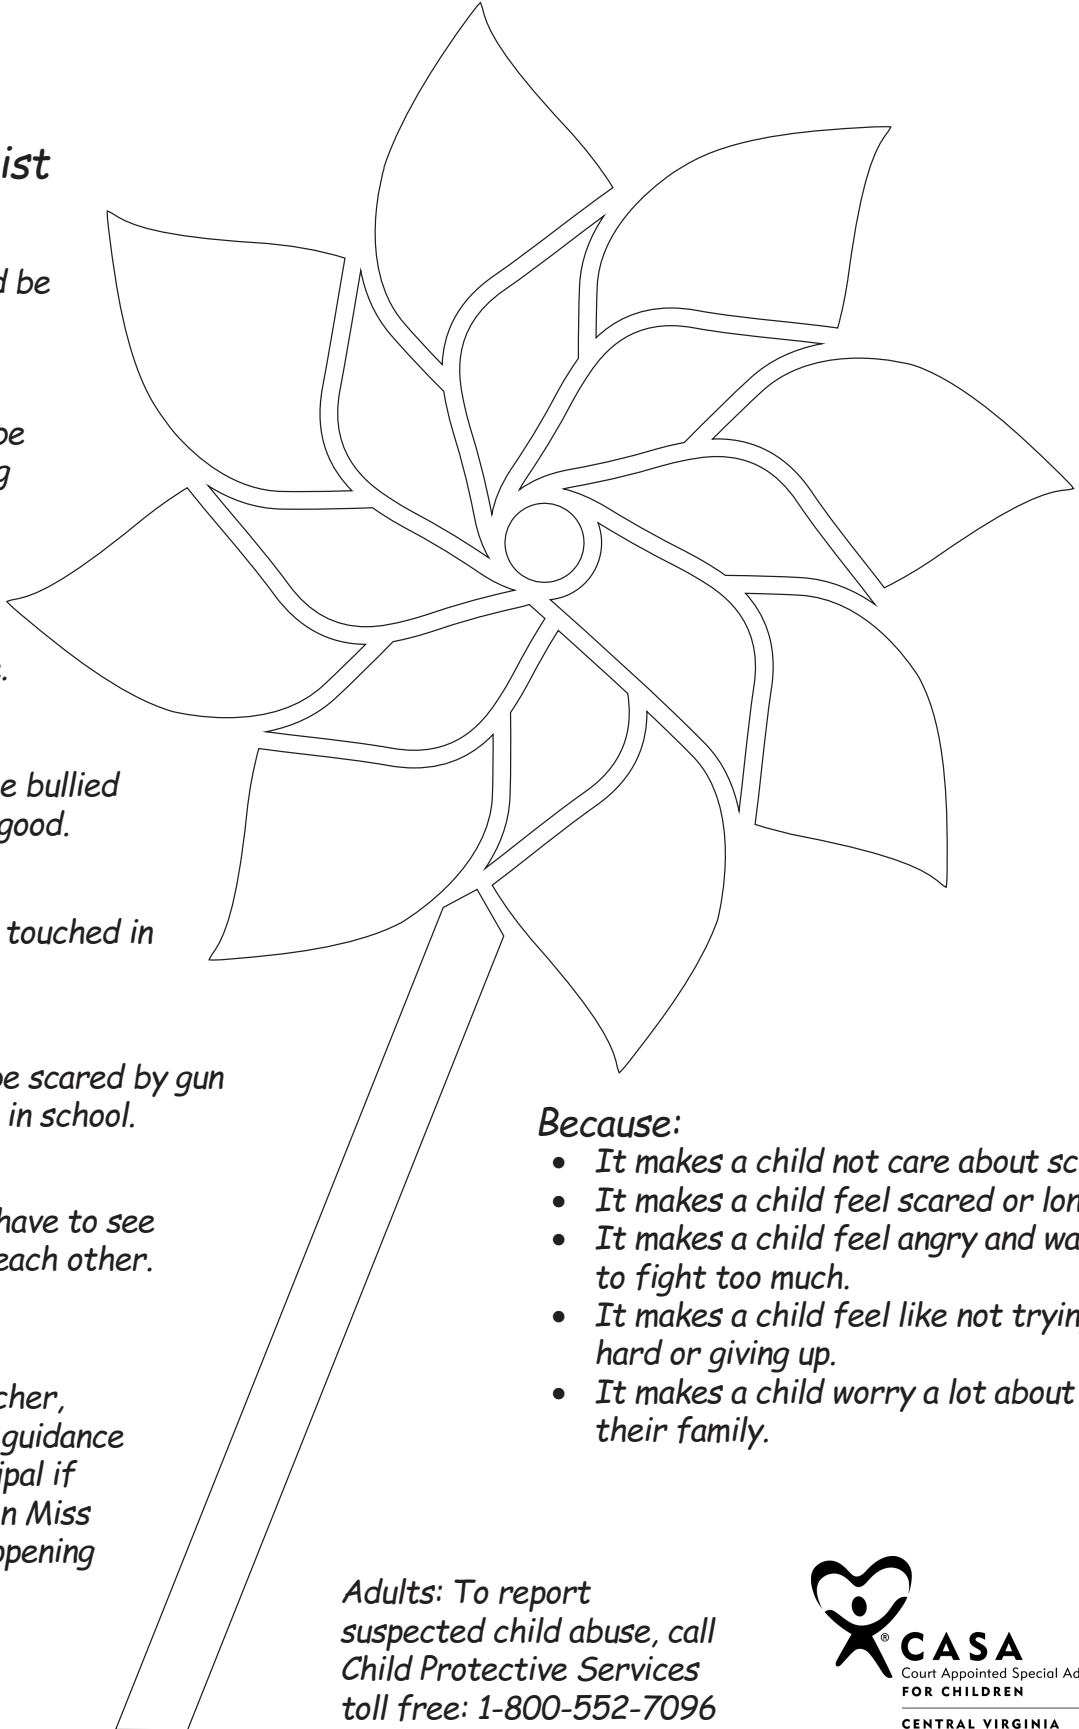 ist
d be
be
g
.
e bullied
good.
touched in
be scared by gun
in school.
have to see
each other.
cher,
guidance
ipal if
n Miss
ppening
Because:
• It makes a child not care about sc
• It makes a child feel scared or lon
• It makes a child feel angry and wa
to fight too much.
• It makes a child feel like not tryin
hard or giving up.
• It makes a child worry a lot about
their family.
Adults: To report
suspected child abuse, call
Child Protective Services
toll free: 1-800-552-7096
® CASA
Court Appointed Special Ad
FOR CHILDREN
CENTRAL VIRGINIA